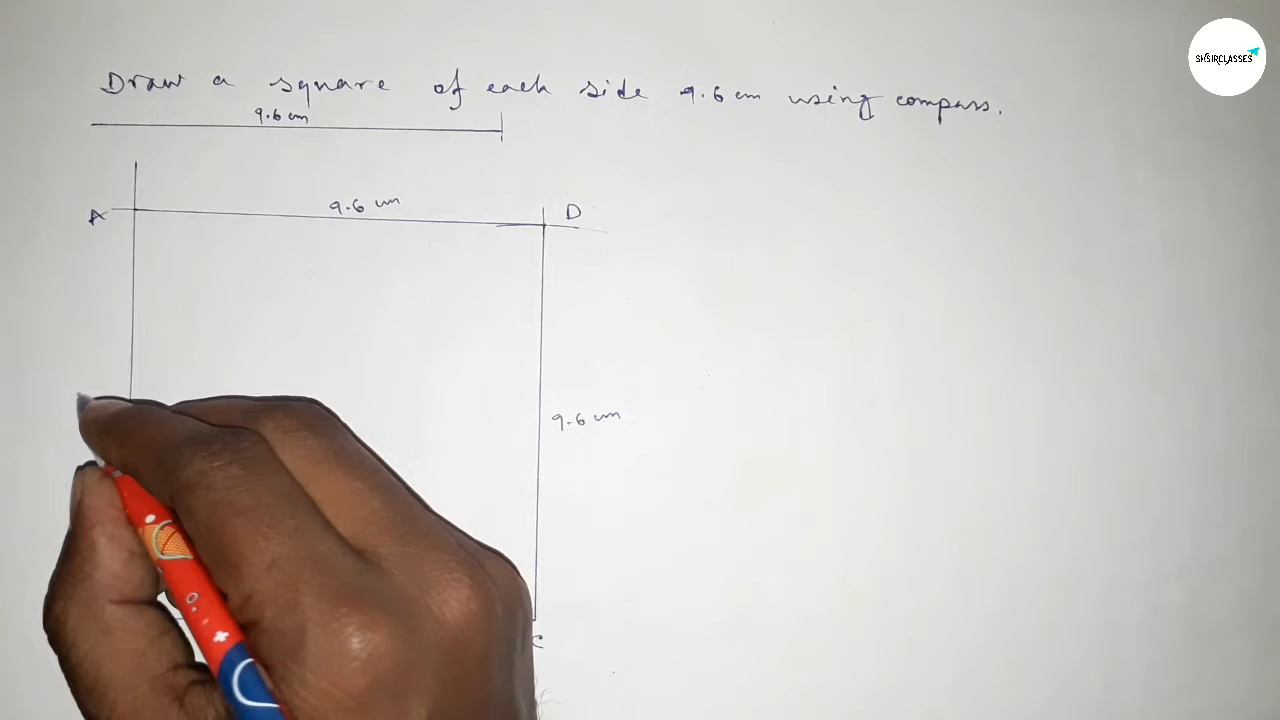 SHSIRCLASSES
Draw a square of each side 9.6 cm using compass.
9.6 cm
A
9.6 cm
D
9.6 cm
C